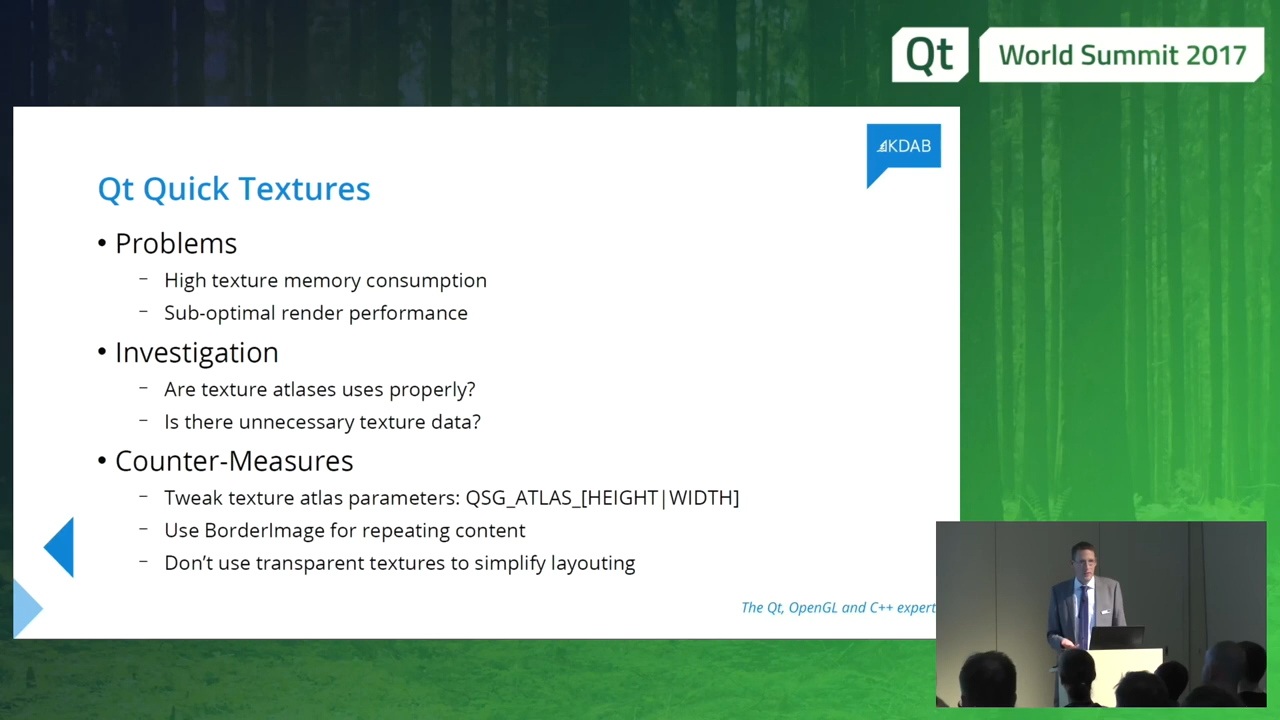 Qt World Summit 2017
KDAB
Qt Quick Textures
• Problems
– High texture memory consumption
– Sub-optimal render performance
• Investigation
– Are texture atlases uses properly?
– Is there unnecessary texture data?
• Counter-Measures
– Tweak texture atlas parameters: QSG_ATLAS_[HEIGHT|WIDTH]
– Use BorderImage for repeating content
– Don’t use transparent textures to simplify layouting
The Qt, OpenGL and C++ expert